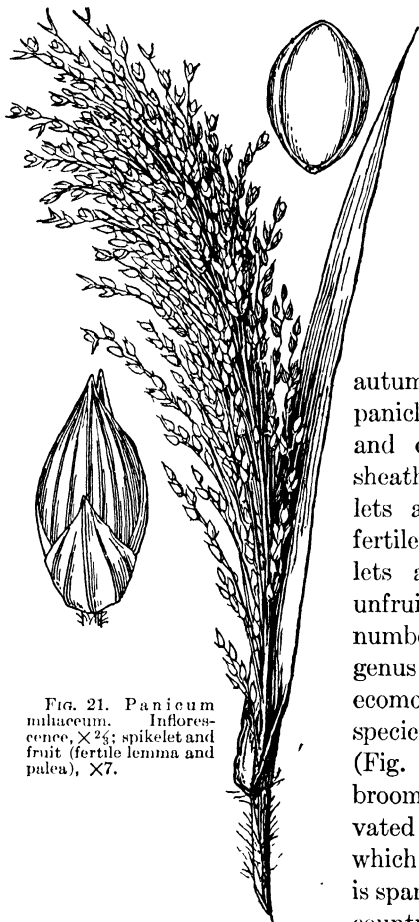 autum
panicl
and e
sheath
lets a
fertile
lets a
unfrui
numbe
genus
ecomo
specie
(Fig.
broom
vated
which
is spar
countr
FIG. 21. Panicum
miliaceum. Inflores-
cence, ×⅔; spikelet and
fruit (fertile lemma and
palea), ×7.